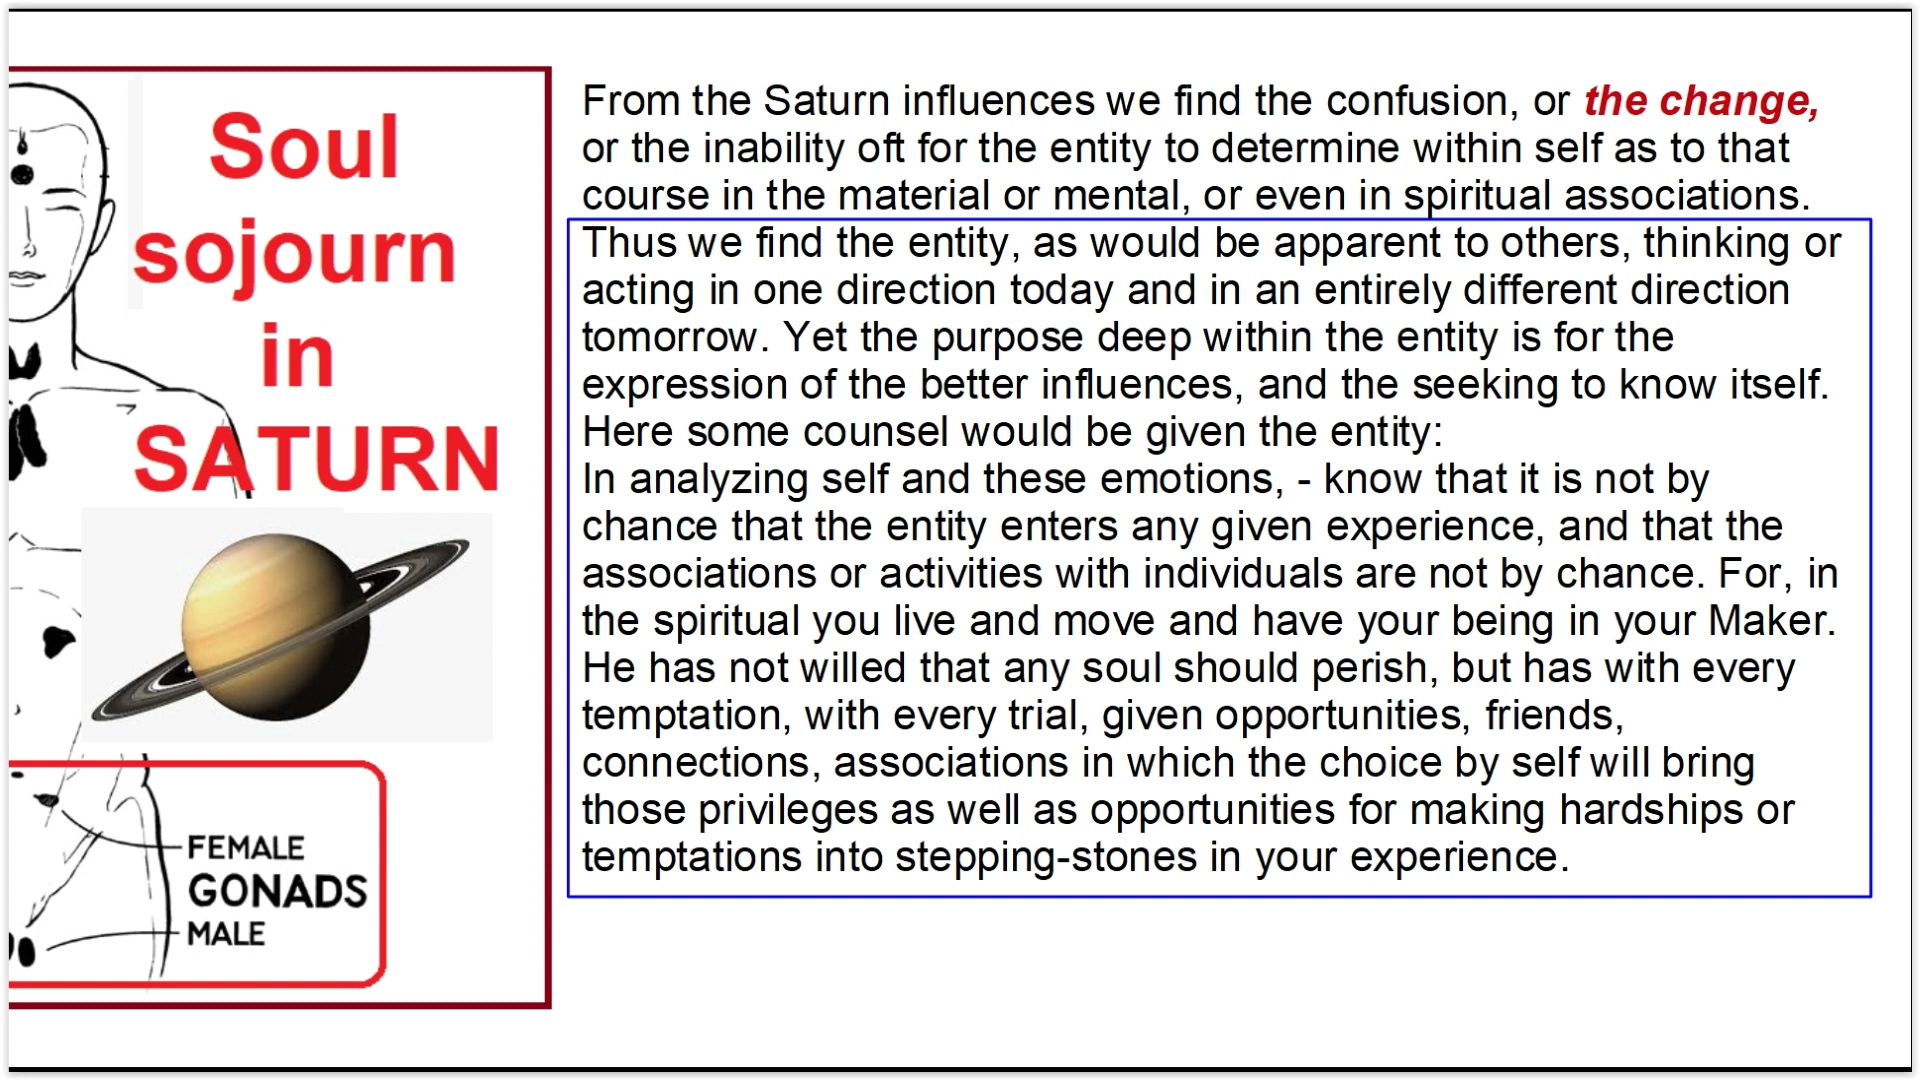 Soul
sojourn
in
SATURN
FEMALE
GONADS
MALE
From the Saturn influences we find the confusion, or the change,
or the inability oft for the entity to determine within self as to that
course in the material or mental, or even in spiritual associations.
Thus we find the entity, as would be apparent to others, thinking or
acting in one direction today and in an entirely different direction
tomorrow. Yet the purpose deep within the entity is for the
expression of the better influences, and the seeking to know itself.
Here some counsel would be given the entity:
In analyzing self and these emotions, - know that it is not by
chance that the entity enters any given experience, and that the
associations or activities with individuals are not by chance. For, in
the spiritual you live and move and have your being in your Maker.
He has not willed that any soul should perish, but has with every
temptation, with every trial, given opportunities, friends,
connections, associations in which the choice by self will bring
those privileges as well as opportunities for making hardships or
temptations into stepping-stones in your experience.